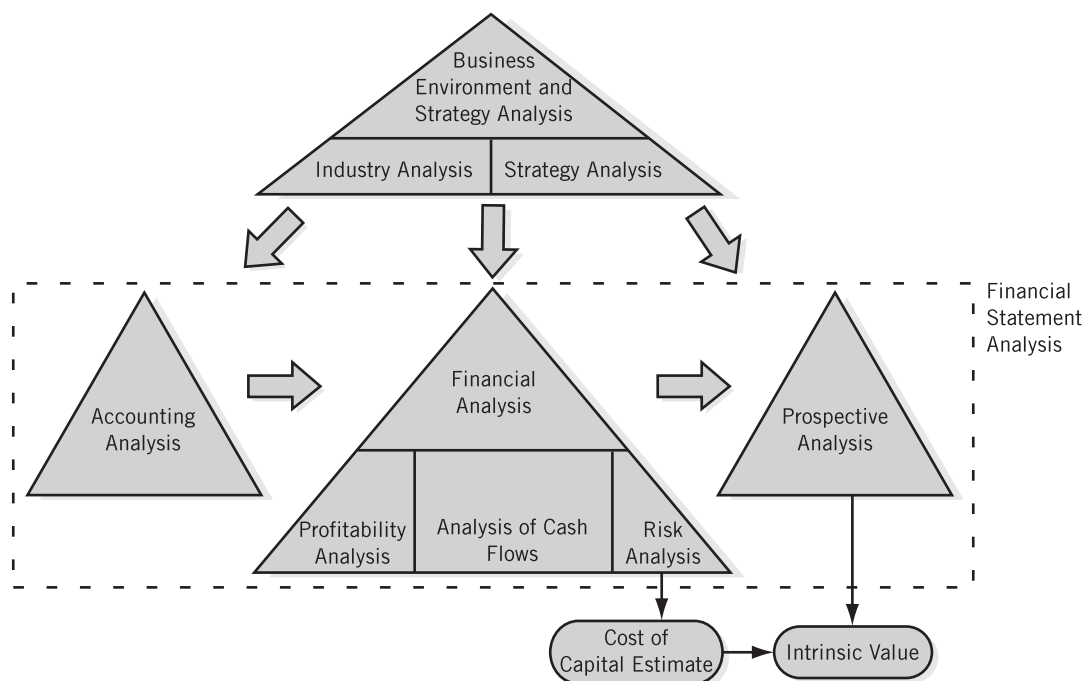 Business
Environment and
Strategy Analysis
Industry Analysis
Strategy Analysis
Financial
Statement
Analysis
Accounting
Analysis
Financial
Analysis
Prospective
Analysis
Profitability
Analysis
Analysis of Cash
Flows
Risk
Analysis
Cost of
Capital Estimate
Intrinsic Value